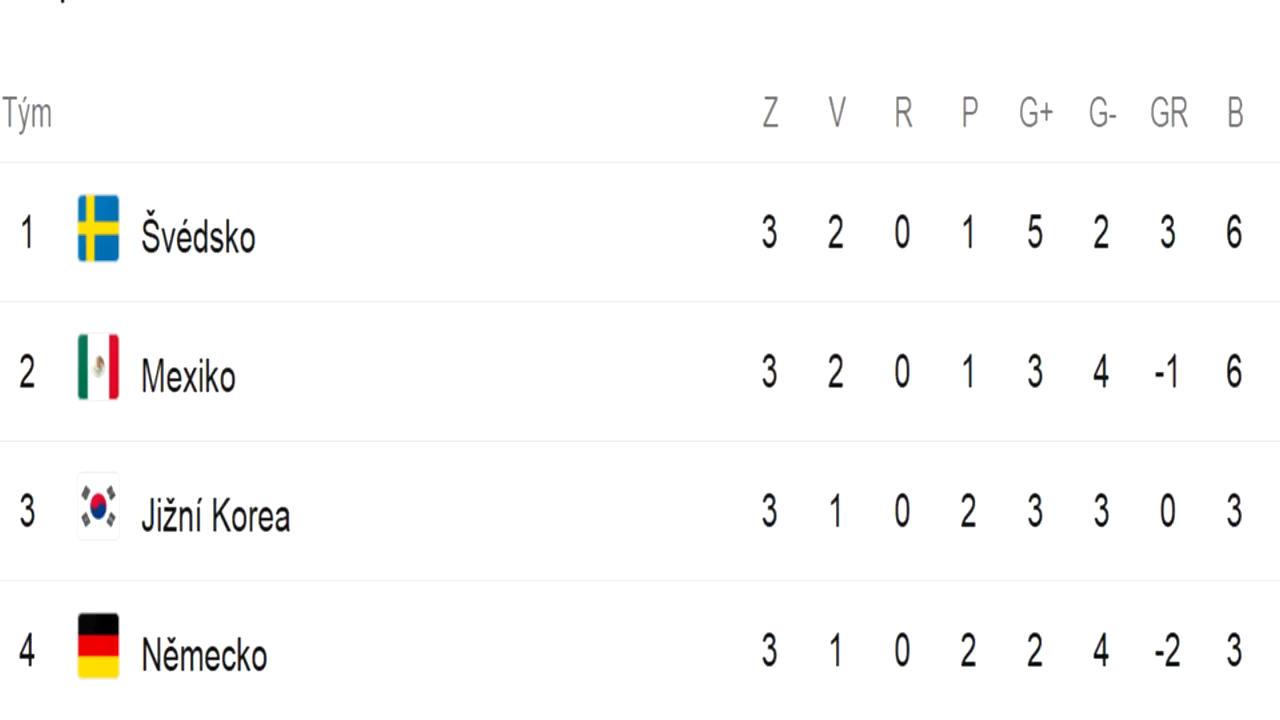 Tým Z V R P G+ G- GR B
1 Švédsko 3 2 0 1 5 2 3 6
2 Mexiko 3 2 0 1 3 4 -1 6
3 Jižní Korea 3 1 0 2 3 3 0 3
4 Německo 3 1 0 2 2 4 -2 3